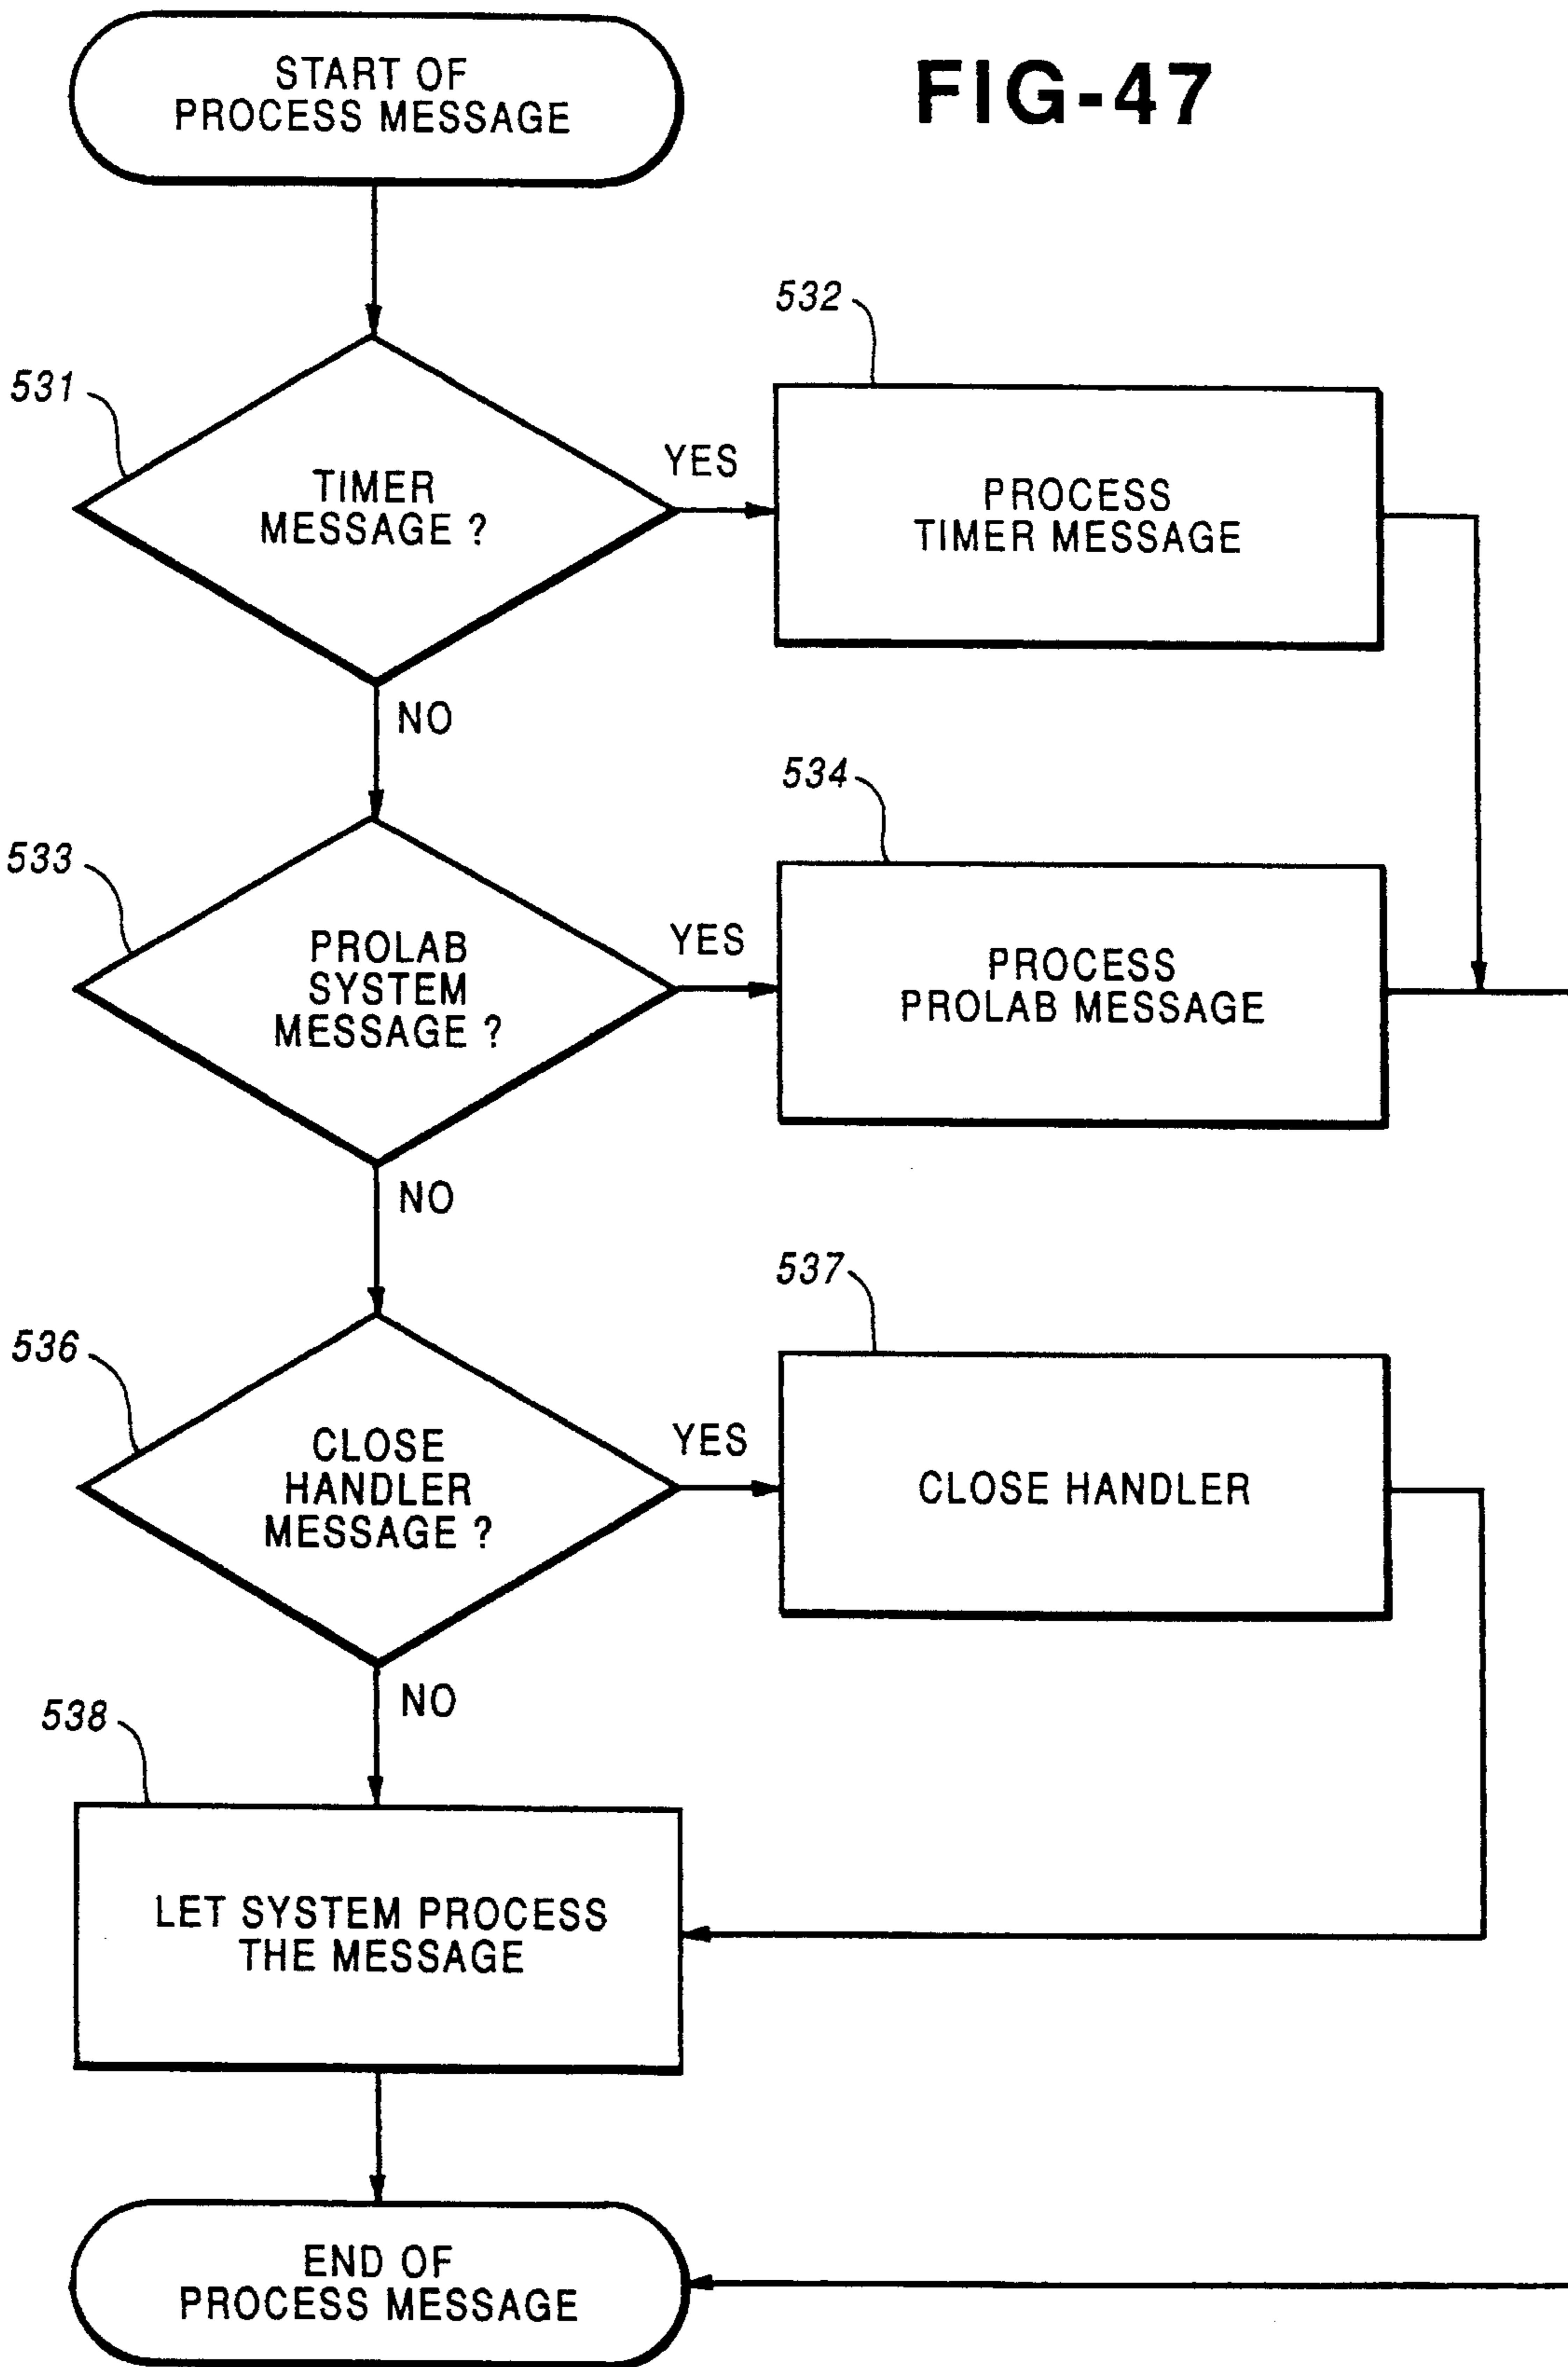 START OF
PROCESS MESSAGE
FIG-47
531
TIMER
MESSAGE ?
YES
532
PROCESS
TIMER MESSAGE
NO
533
PROLAB
SYSTEM
MESSAGE ?
YES
534
PROCESS
PROLAB MESSAGE
NO
536
CLOSE
HANDLER
MESSAGE ?
YES
537
CLOSE HANDLER
NO
538
LET SYSTEM PROCESS
THE MESSAGE
END OF
PROCESS MESSAGE